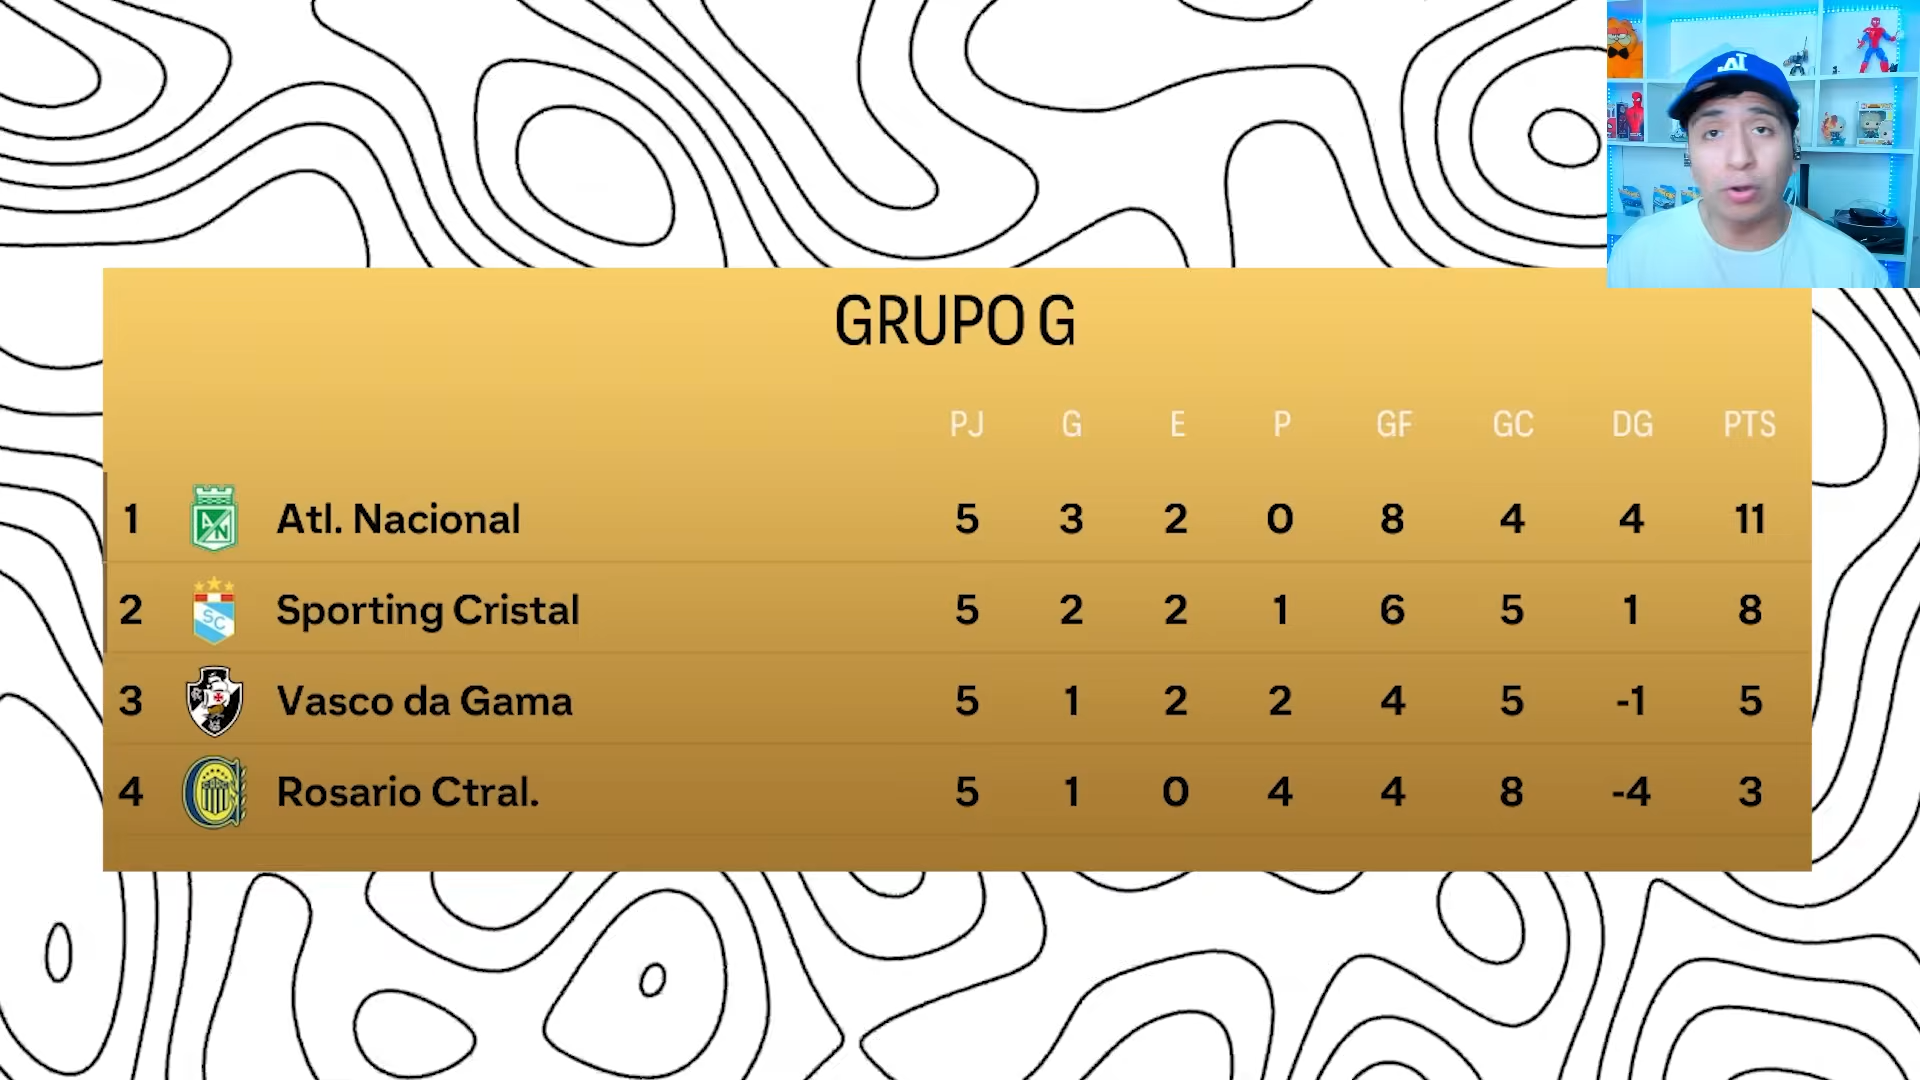 GRUPO G
PJ G E P GF GC DG PTS
1 Atl. Nacional 5 3 2 0 8 4 4 11
2 SC Sporting Cristal 5 2 2 1 6 5 1 8
3 Vasco da Gama 5 1 2 2 4 5 -1 5
4 Rosario Ctral. 5 1 0 4 4 8 -4 3